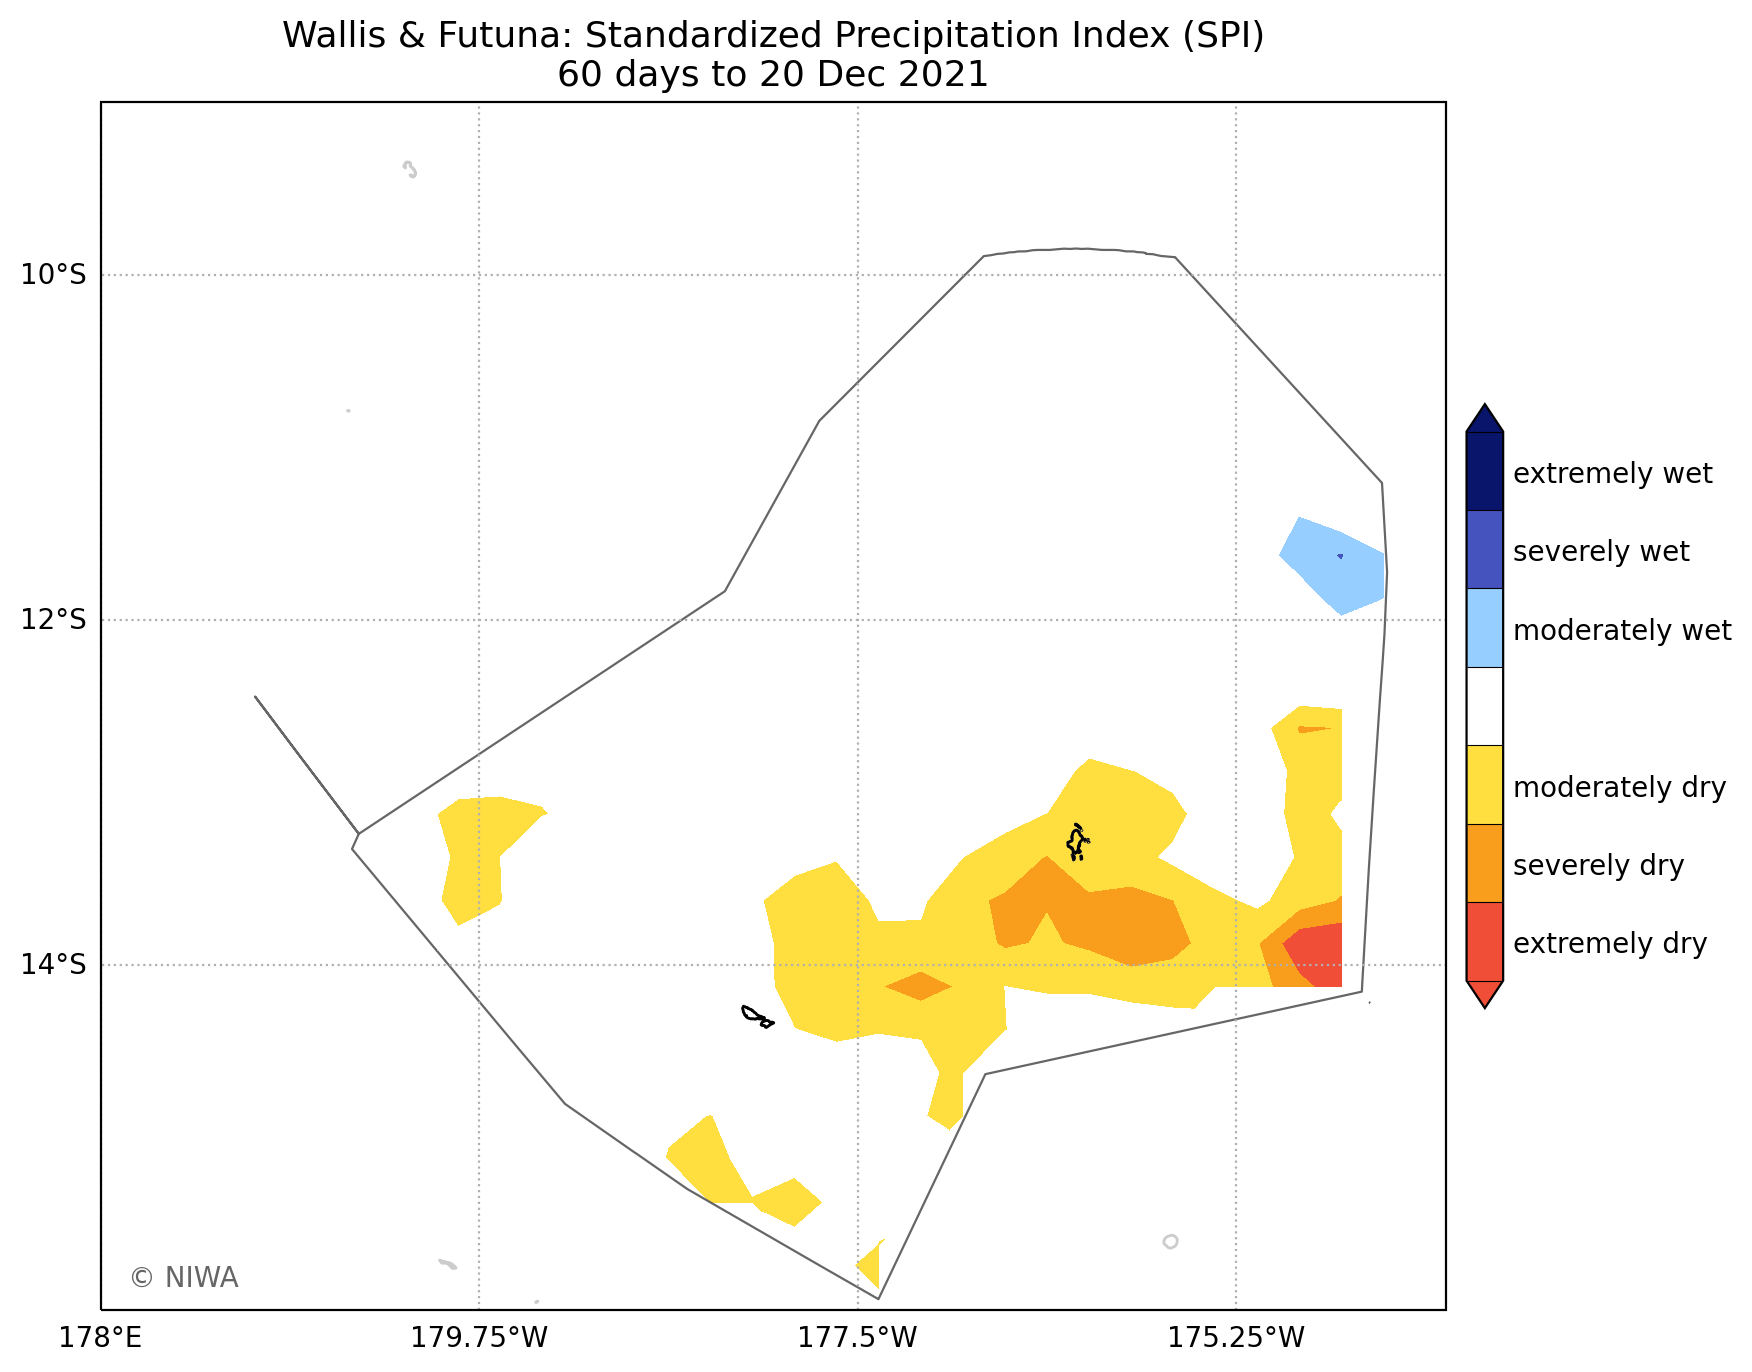 Wallis & Futuna: Standardized Precipitation Index (SPI)
60 days to 20 Dec 2021
10°S
12°S
14°S
178°E
179.75°W
177.5°W
175.25°W
extremely wet
severely wet
moderately wet
moderately dry
severely dry
extremely dry
© NIWA